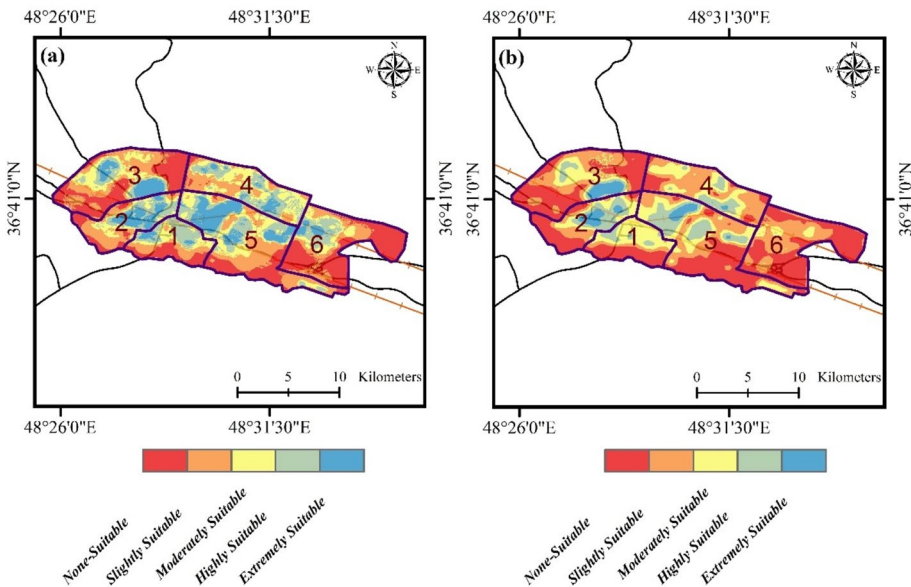 48°26'0"E 48°31'30"E 48°26'0"E 48°31'30"E
(a) N W E S (b) N W E S
36°41'0"N 3 4 2 1 5 6 36°41'0"N 3 4 2 1 5 6 36°41'0"N
0 5 10 Kilometers 0 5 10 Kilometers
48°26'0"E 48°31'30"E 48°26'0"E 48°31'30"E
None-Suitable
Slightly Suitable
Moderately Suitable
Highly Suitable
Extremely Suitable
None-Suitable
Slightly Suitable
Moderately Suitable
Highly Suitable
Extremely Suitable